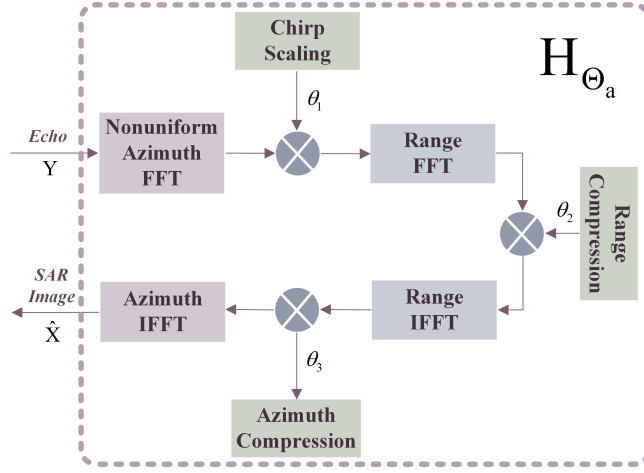 Chirp
Scaling
H_Θa
θ1
Echo
Y
Nonuniform
Azimuth
FFT
Range
FFT
θ2
Range
Compression
SAR
Image
X̂
Azimuth
IFFT
Range
IFFT
θ3
Azimuth
Compression